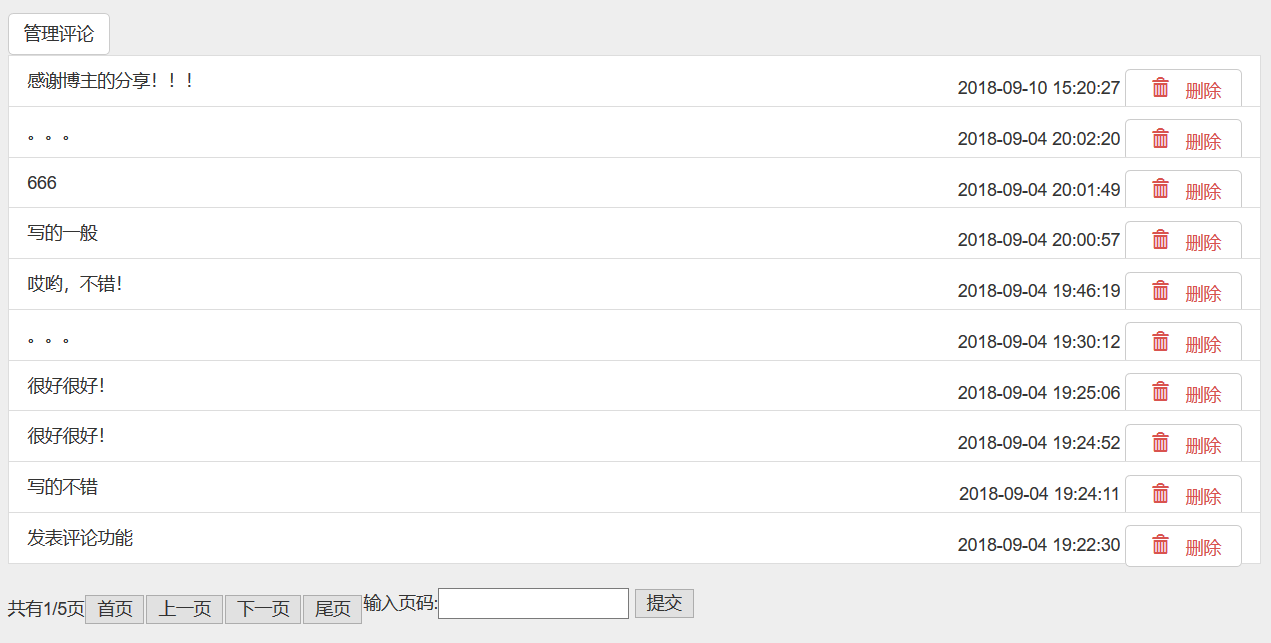 管理评论
感谢博主的分享！！！ 2018-09-10 15:20:27 删除
。。。 2018-09-04 20:02:20 删除
666 2018-09-04 20:01:49 删除
写的一般 2018-09-04 20:00:57 删除
哎哟，不错！ 2018-09-04 19:46:19 删除
。。。 2018-09-04 19:30:12 删除
很好很好！ 2018-09-04 19:25:06 删除
很好很好！ 2018-09-04 19:24:52 删除
写的不错 2018-09-04 19:24:11 删除
发表评论功能 2018-09-04 19:22:30 删除
共有1/5页 首页 上一页 下一页 尾页 输入页码: 提交